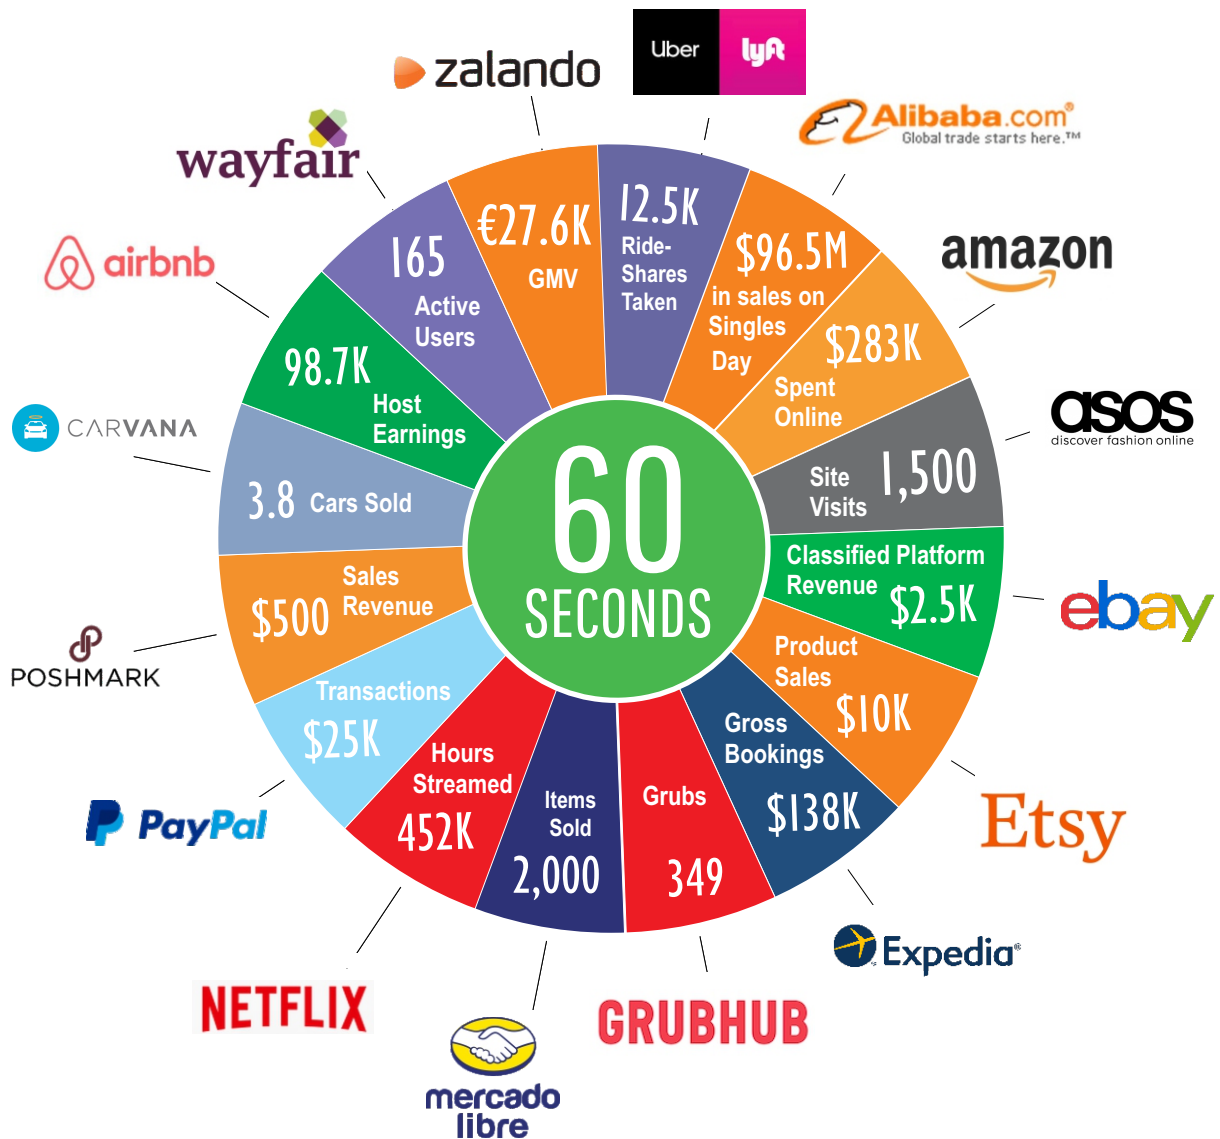 zalando
Uber
lyft
Alibaba.com®
Global trade starts here.™
wayfair
amazon
airbnb
asos
discover fashion online
CARVANA
ebay
POSHMARK
Etsy
PayPal
Expedia®
NETFLIX
GRUBHUB
mercado
libre
60
SECONDS
€27.6K
GMV
12.5K
Ride-
Shares
Taken
$96.5M
in sales on
Singles
Day
$283K
Spent
Online
Site
Visits
1,500
Classified Platform
Revenue
$2.5K
Product
Sales
$10K
Gross
Bookings
$138K
Grubs
349
Items
Sold
2,000
Hours
Streamed
452K
Transactions
$25K
Sales
Revenue
$500
3.8 Cars Sold
98.7K
Host
Earnings
165
Active
Users